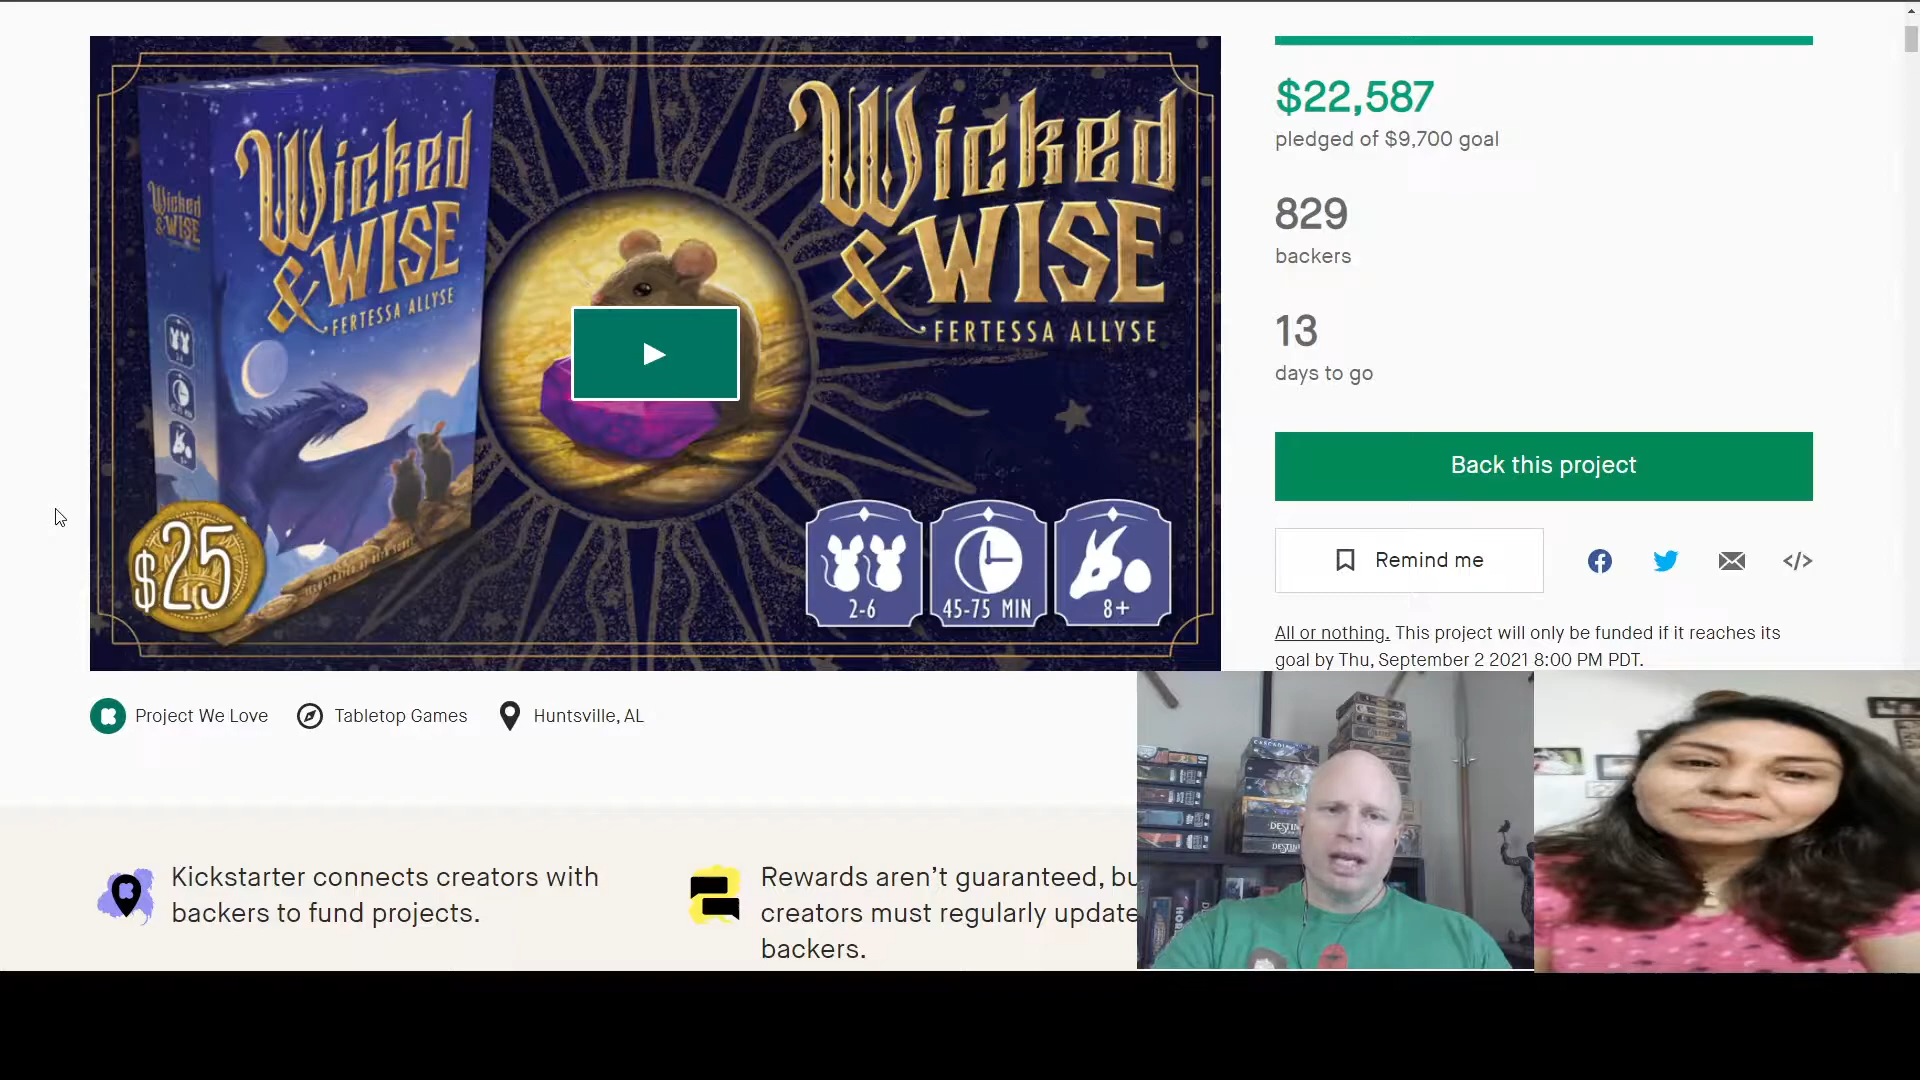 Wicked
& WISE
FERTESSA ALLYSE
Wicked
& WISE
$25
Wicked
& WISE
FERTESSA ALLYSE
2-6
45-75 MIN
8+
$22,587
pledged of $9,700 goal
829
backers
13
days to go
Back this project
Remind me
All or nothing. This project will only be funded if it reaches its
goal by Thu, September 2 2021 8:00 PM PDT.
Project We Love
Tabletop Games
Huntsville, AL
Kickstarter connects creators with
backers to fund projects.
Rewards aren’t guaranteed, bu
creators must regularly update
backers.